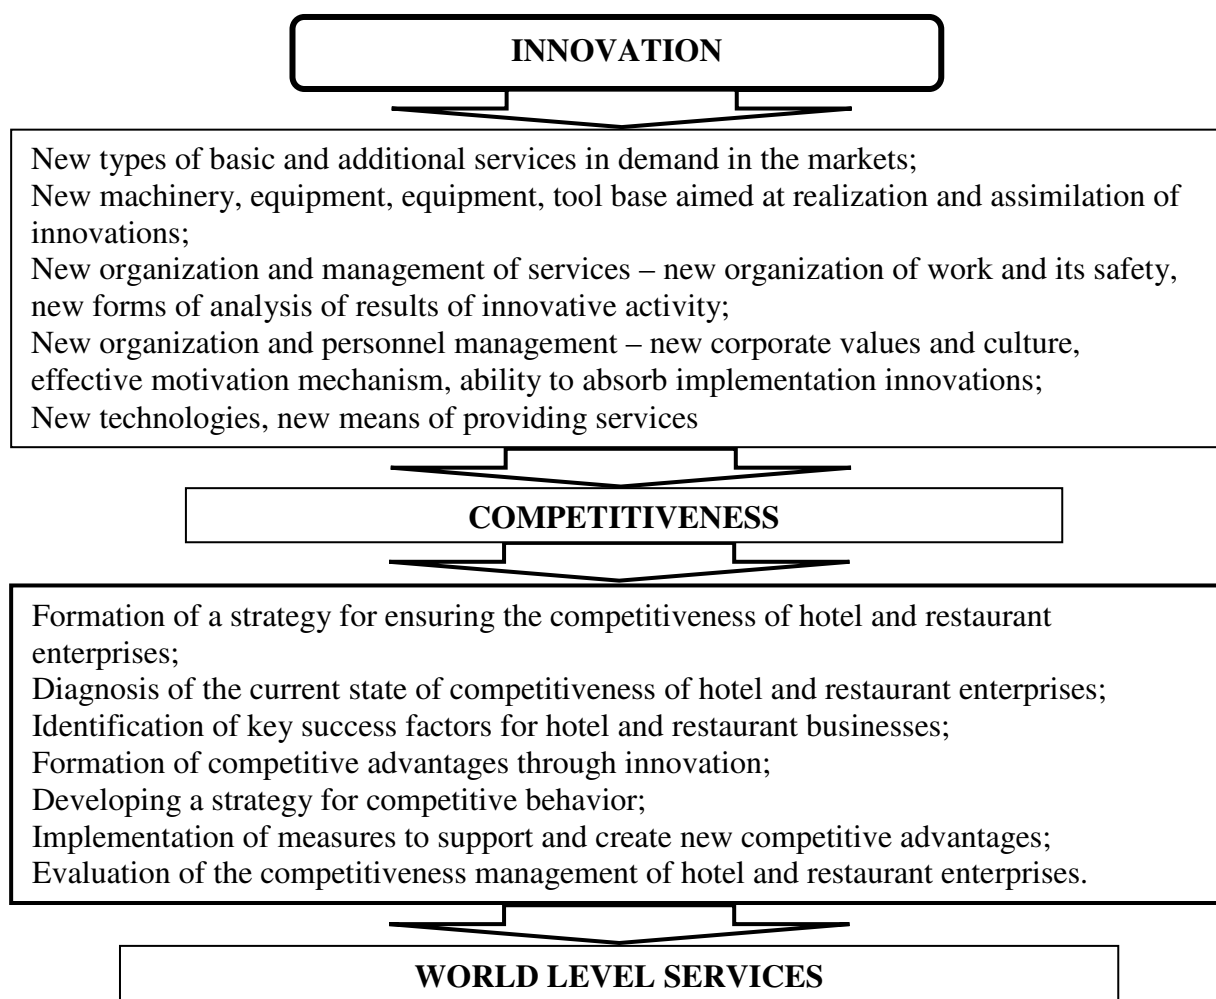 INNOVATION
New types of basic and additional services in demand in the markets;
New machinery, equipment, equipment, tool base aimed at realization and assimilation of
innovations;
New organization and management of services – new organization of work and its safety,
new forms of analysis of results of innovative activity;
New organization and personnel management – new corporate values and culture,
effective motivation mechanism, ability to absorb implementation innovations;
New technologies, new means of providing services
COMPETITIVENESS
Formation of a strategy for ensuring the competitiveness of hotel and restaurant
enterprises;
Diagnosis of the current state of competitiveness of hotel and restaurant enterprises;
Identification of key success factors for hotel and restaurant businesses;
Formation of competitive advantages through innovation;
Developing a strategy for competitive behavior;
Implementation of measures to support and create new competitive advantages;
Evaluation of the competitiveness management of hotel and restaurant enterprises.
WORLD LEVEL SERVICES